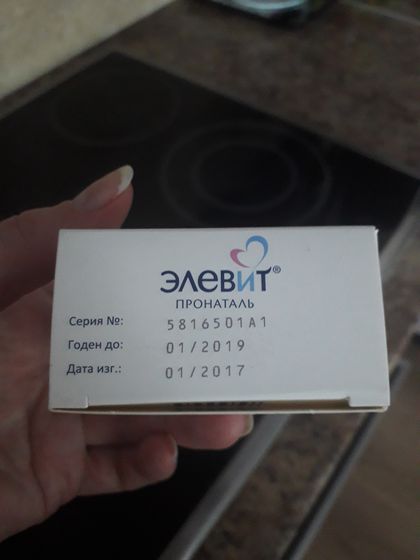 ЭЛЕВИТ®
ПРОНАТАЛЬ
Серия №: 5816501A1
Годен до: 01/2019
Дата изг.: 01/2017